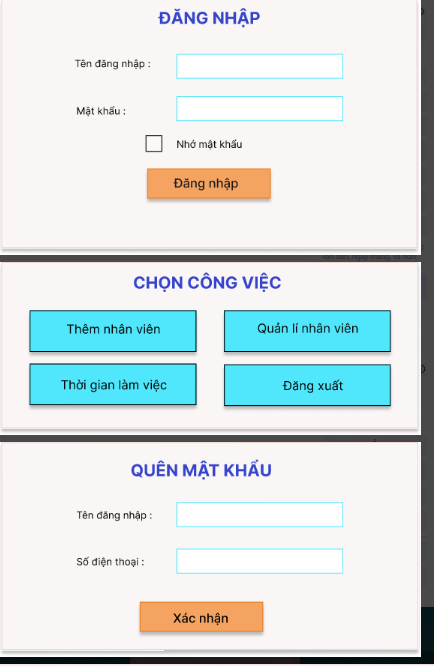 ĐĂNG NHẬP
Tên đăng nhập :
Mật khẩu :
Nhớ mật khẩu
Đăng nhập
CHỌN CÔNG VIỆC
Thêm nhân viên
Quản lí nhân viên
Thời gian làm việc
Đăng xuất
QUÊN MẬT KHẨU
Tên đăng nhập :
Số điện thoại :
Xác nhận